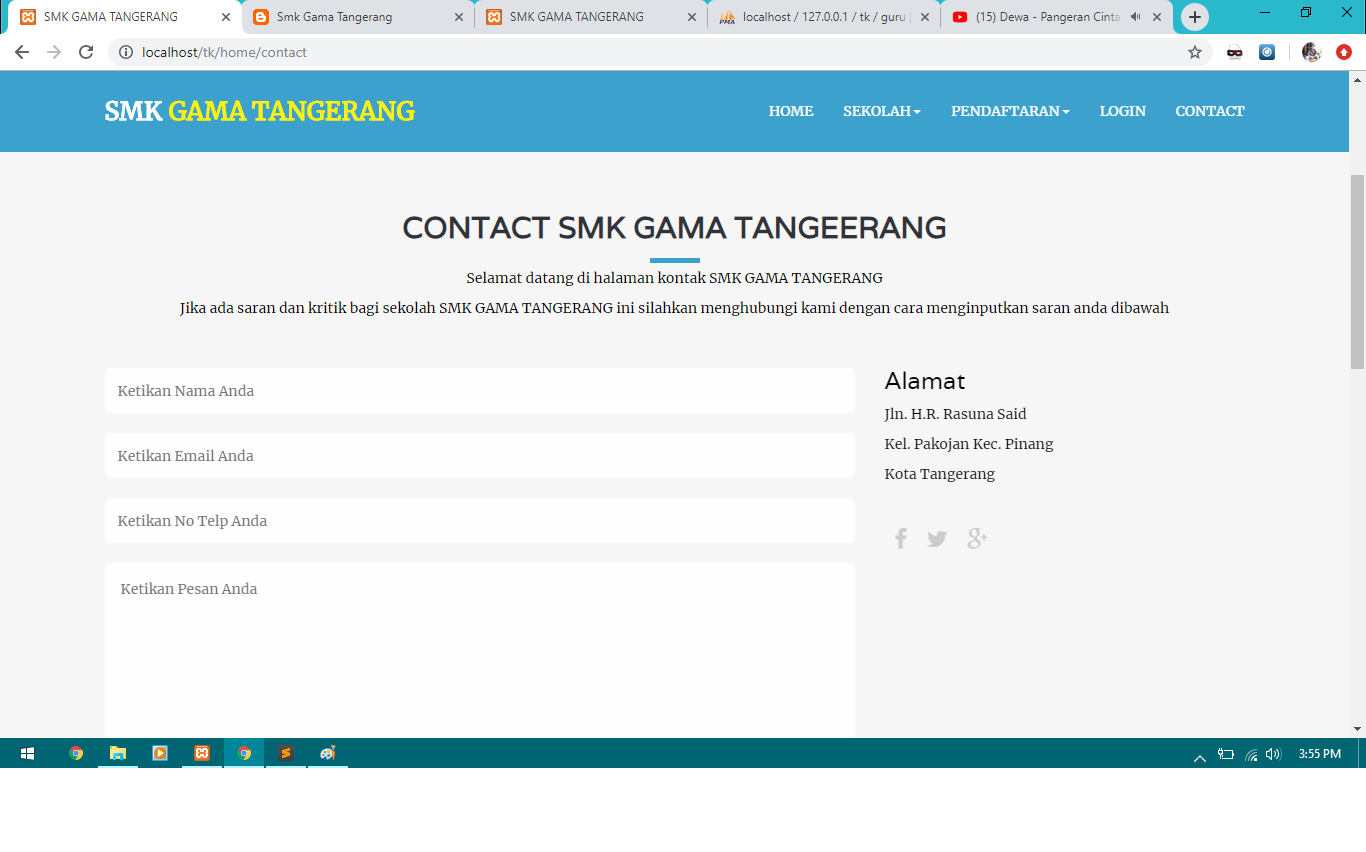 SMK GAMA TANGERANG
Smk Gama Tangerang
SMK GAMA TANGERANG
localhost / 127.0.0.1 / tk / guru
(15) Dewa - Pangeran Cinta
localhost/tk/home/contact
SMK GAMA TANGERANG
HOME
SEKOLAH
PENDAFTARAN
LOGIN
CONTACT
CONTACT SMK GAMA TANGEERANG
Selamat datang di halaman kontak SMK GAMA TANGERANG
Jika ada saran dan kritik bagi sekolah SMK GAMA TANGERANG ini silahkan menghubungi kami dengan cara menginputkan saran anda dibawah
Ketikan Nama Anda
Ketikan Email Anda
Ketikan No Telp Anda
Ketikan Pesan Anda
Alamat
Jln. H.R. Rasuna Said
Kel. Pakojan Kec. Pinang
Kota Tangerang
3:55 PM